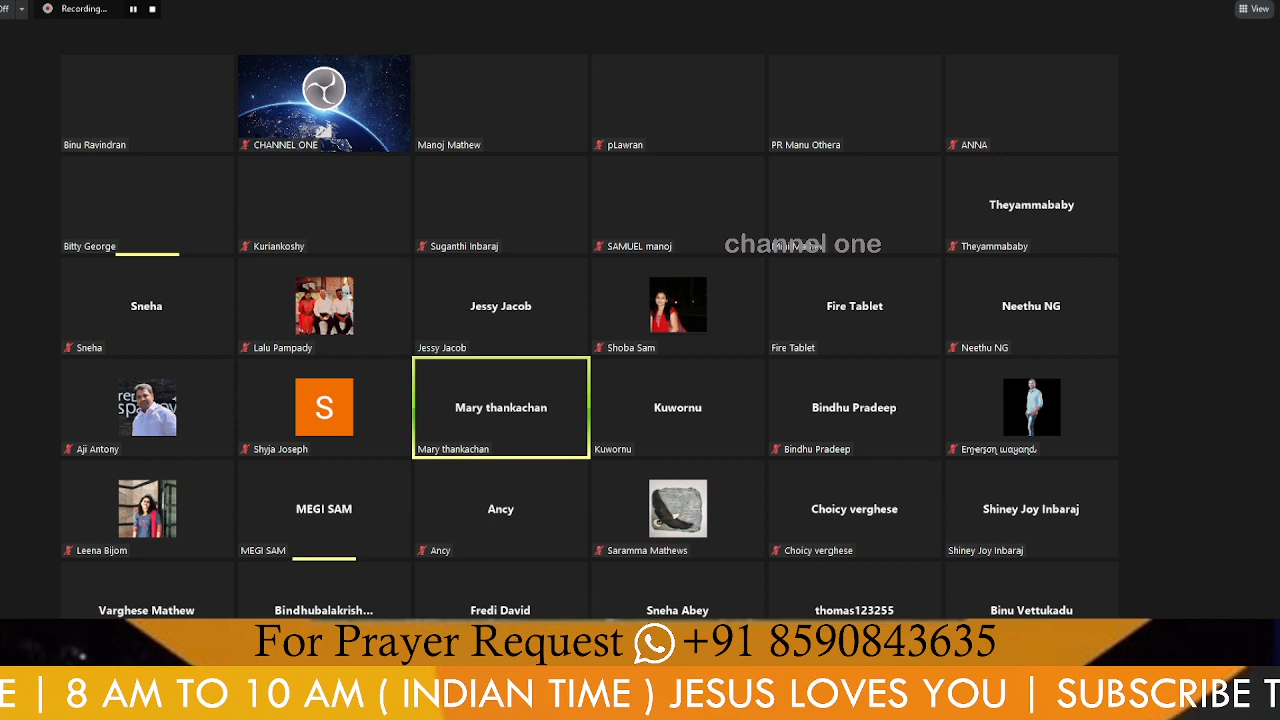 Off
Recording...
View
Binu Ravindran
CHANNEL ONE
Manoj Mathew
pLawran
PR Manu Othera
ANNA
Theyammababy
Bitty George
Kuriankoshy
Suganthi Inbaraj
SAMUEL manoj
channel one
Theyammababy
Sneha
Jessy Jacob
Fire Tablet
Neethu NG
Sneha
Lalu Pampady
Jessy Jacob
Shoba Sam
Fire Tablet
Neethu NG
S
Mary thankachan
Kuwornu
Bindhu Pradeep
Aji Antony
Shyja Joseph
Mary thankachan
Kuwornu
Bindhu Pradeep
MEGI SAM
Ancy
Choicy verghese
Shiney Joy Inbaraj
Leena Bijom
MEGI SAM
Ancy
Saramma Mathews
Choicy verghese
Shiney Joy Inbaraj
Varghese Mathew
Bindhubalakrish...
Fredi David
Sneha Abey
thomas123255
Binu Vettukadu
For Prayer Request +91 8590843635
E | 8 AM TO 10 AM ( INDIAN TIME ) JESUS LOVES YOU | SUBSCRIBE T